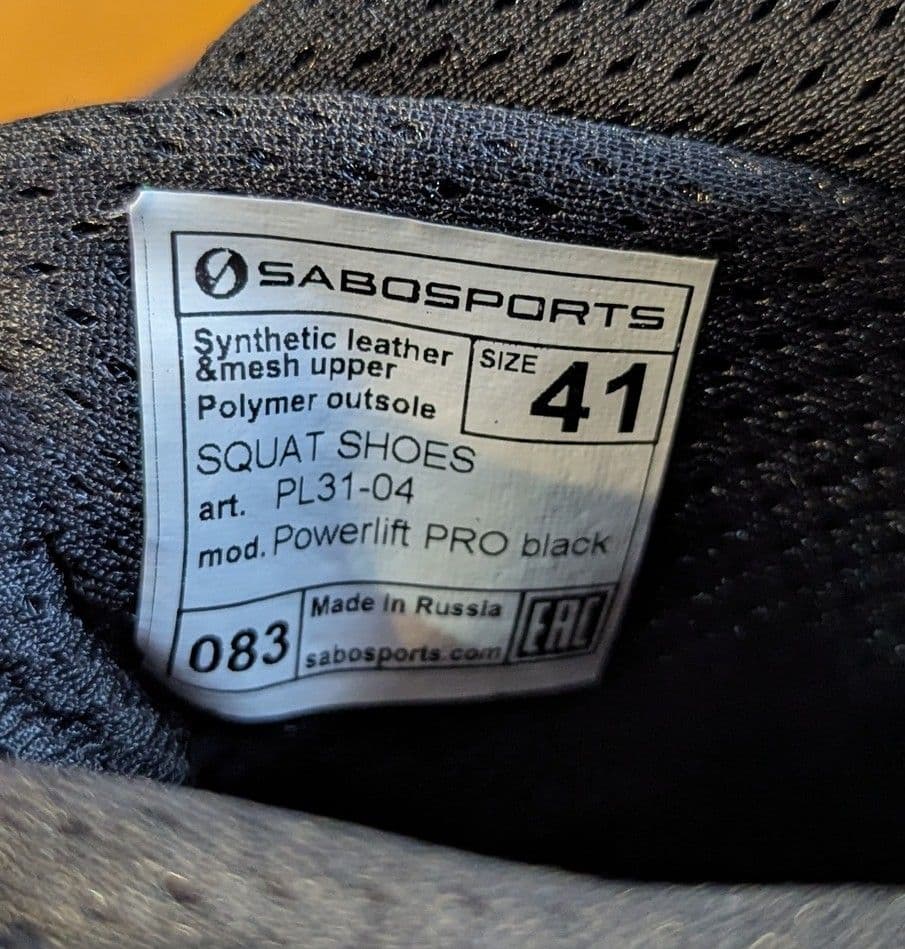 SABOSPORTS
Synthetic leather
&mesh upper
Polymer outsole
SIZE
41
SQUAT SHOES
art. PL31-04
mod. Powerlift PRO black
083
Made in Russia
sabosports.com
EAC